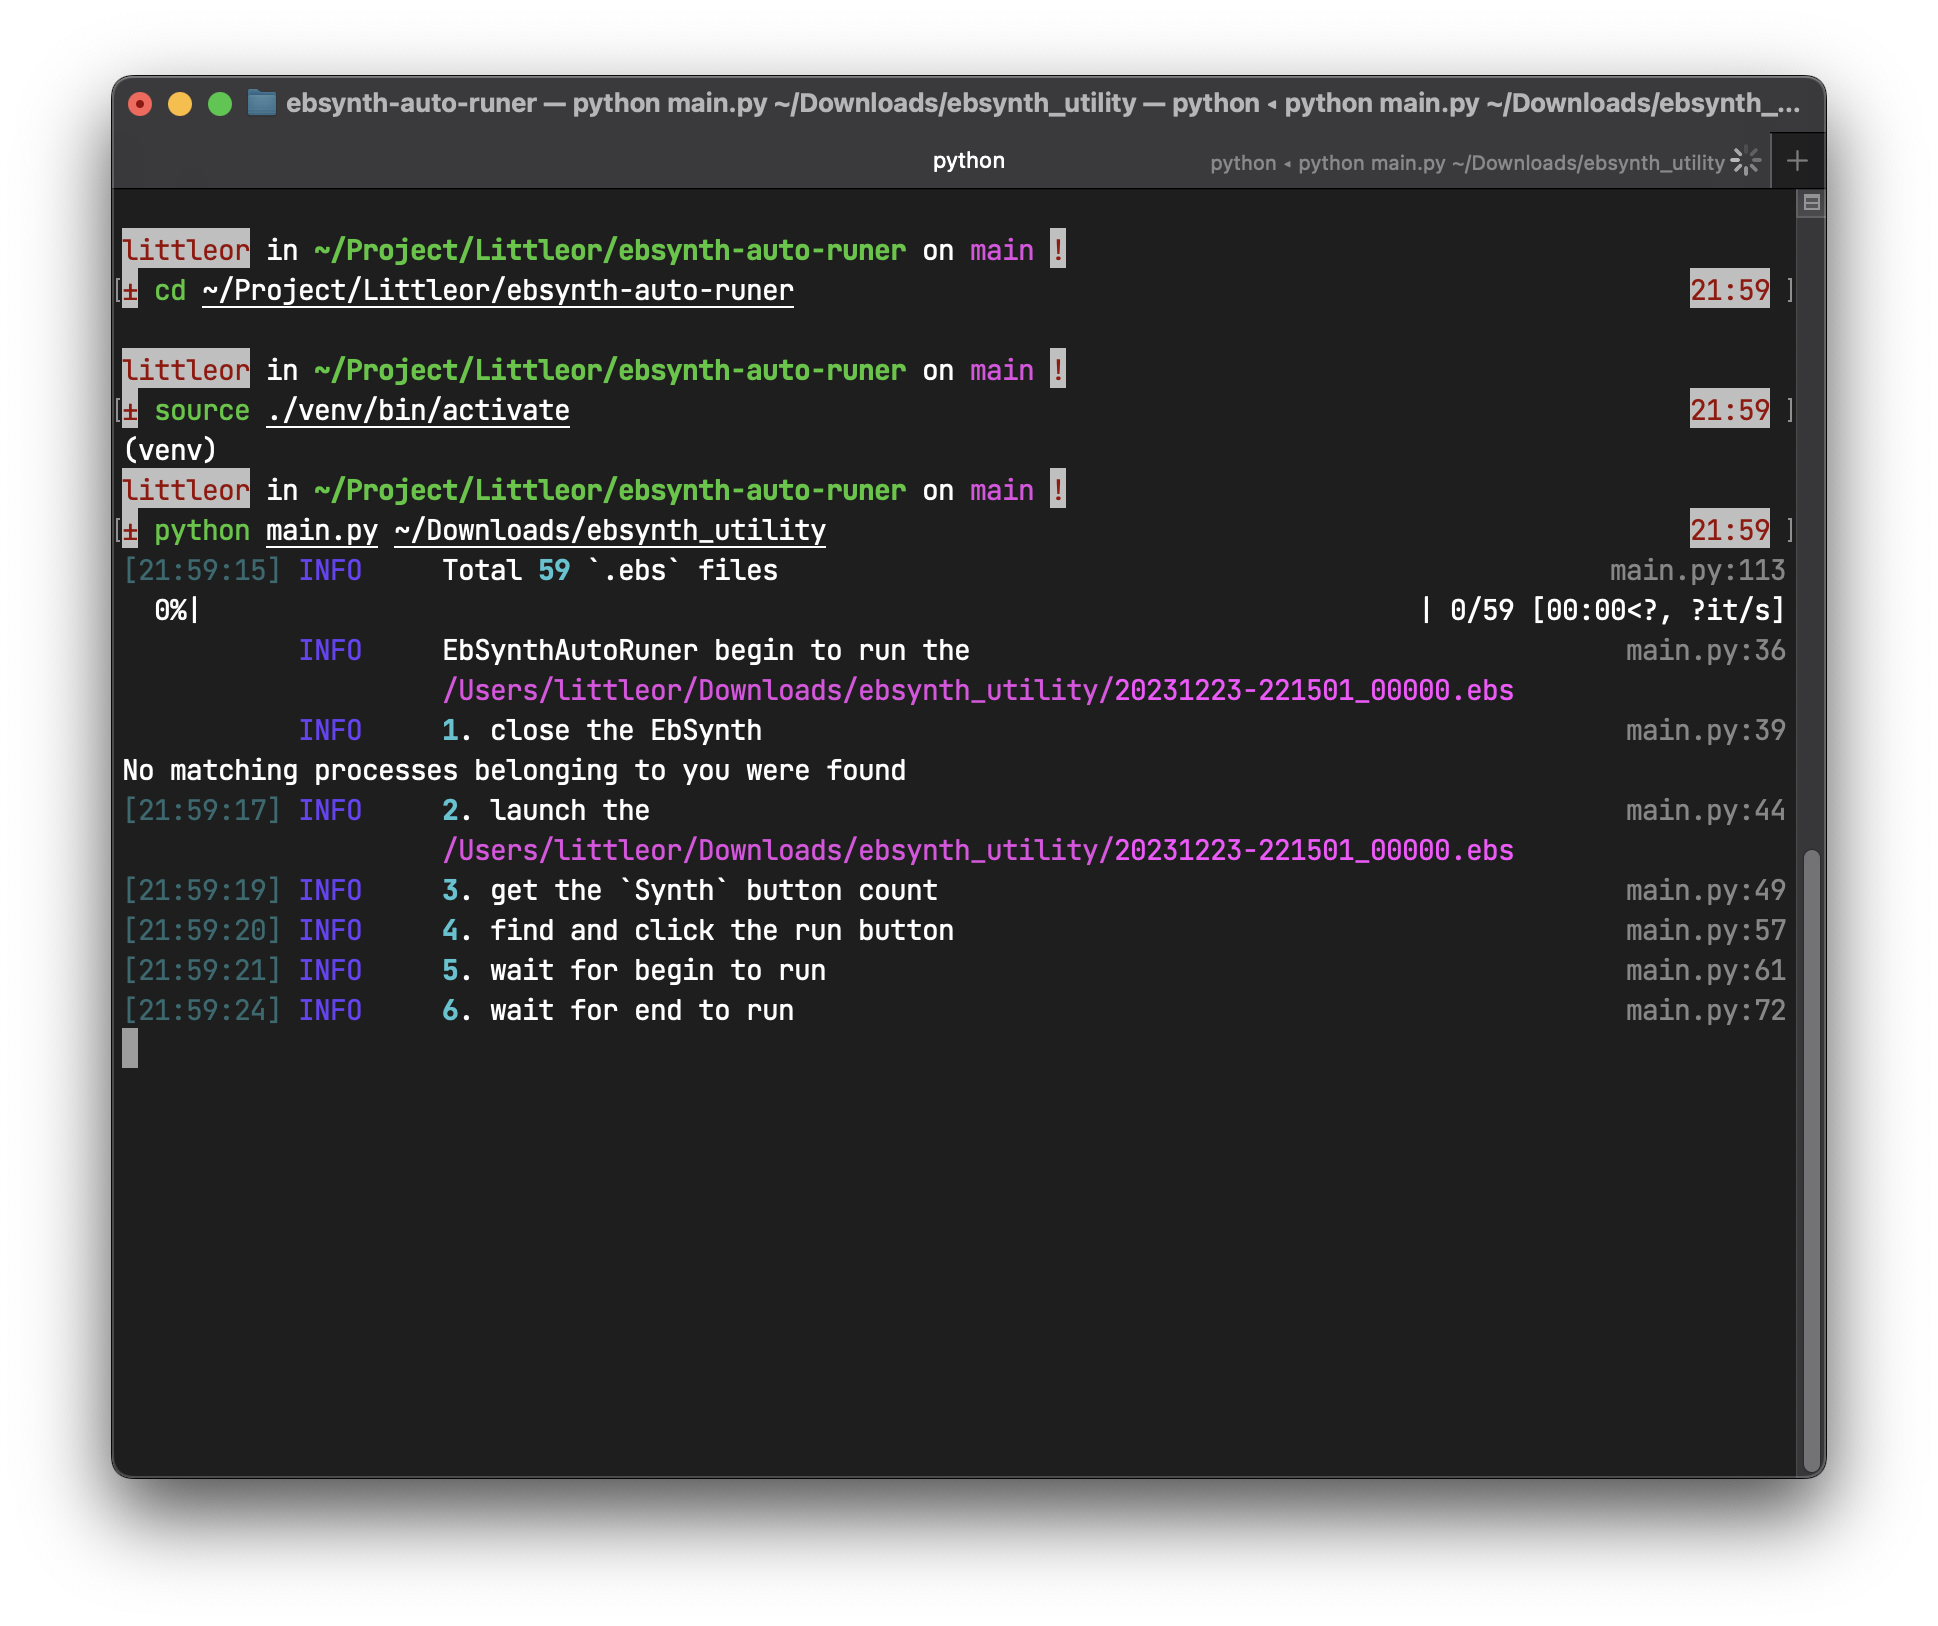 ebsynth-auto-runer — python main.py ~/Downloads/ebsynth_utility — python ◂ python main.py ~/Downloads/ebsynth_...
python
python ◂ python main.py ~/Downloads/ebsynth_utility
littleor in ~/Project/Littleor/ebsynth-auto-runer on main !
[± cd ~/Project/Littleor/ebsynth-auto-runer 21:59 ]
littleor in ~/Project/Littleor/ebsynth-auto-runer on main !
[± source ./venv/bin/activate 21:59 ]
(venv)
littleor in ~/Project/Littleor/ebsynth-auto-runer on main !
[± python main.py ~/Downloads/ebsynth_utility 21:59 ]
[21:59:15] INFO Total 59 `.ebs` files main.py:113
0%| | 0/59 [00:00<?, ?it/s]
INFO EbSynthAutoRuner begin to run the main.py:36
/Users/littleor/Downloads/ebsynth_utility/20231223-221501_00000.ebs
INFO 1. close the EbSynth main.py:39
No matching processes belonging to you were found
[21:59:17] INFO 2. launch the main.py:44
/Users/littleor/Downloads/ebsynth_utility/20231223-221501_00000.ebs
[21:59:19] INFO 3. get the `Synth` button count main.py:49
[21:59:20] INFO 4. find and click the run button main.py:57
[21:59:21] INFO 5. wait for begin to run main.py:61
[21:59:24] INFO 6. wait for end to run main.py:72